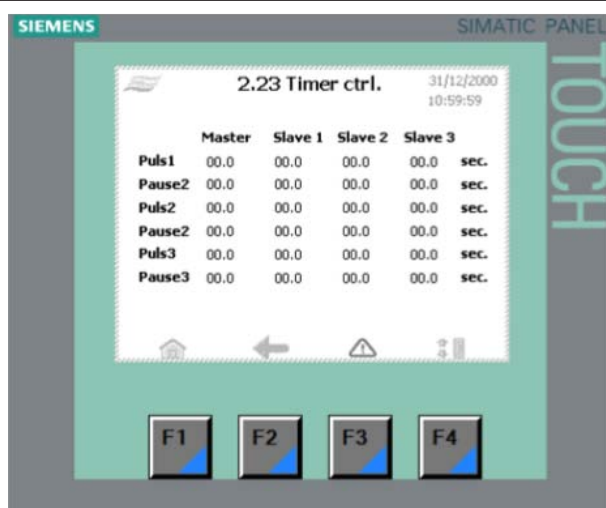 SIEMENS
SIMATIC PANEL
TOUCH
2.23 Timer ctrl.
31/12/2000
10:59:59
Master Slave 1 Slave 2 Slave 3
Puls1 00.0 00.0 00.0 00.0 sec.
Pause2 00.0 00.0 00.0 00.0 sec.
Puls2 00.0 00.0 00.0 00.0 sec.
Pause2 00.0 00.0 00.0 00.0 sec.
Puls3 00.0 00.0 00.0 00.0 sec.
Pause3 00.0 00.0 00.0 00.0 sec.
F1 F2 F3 F4